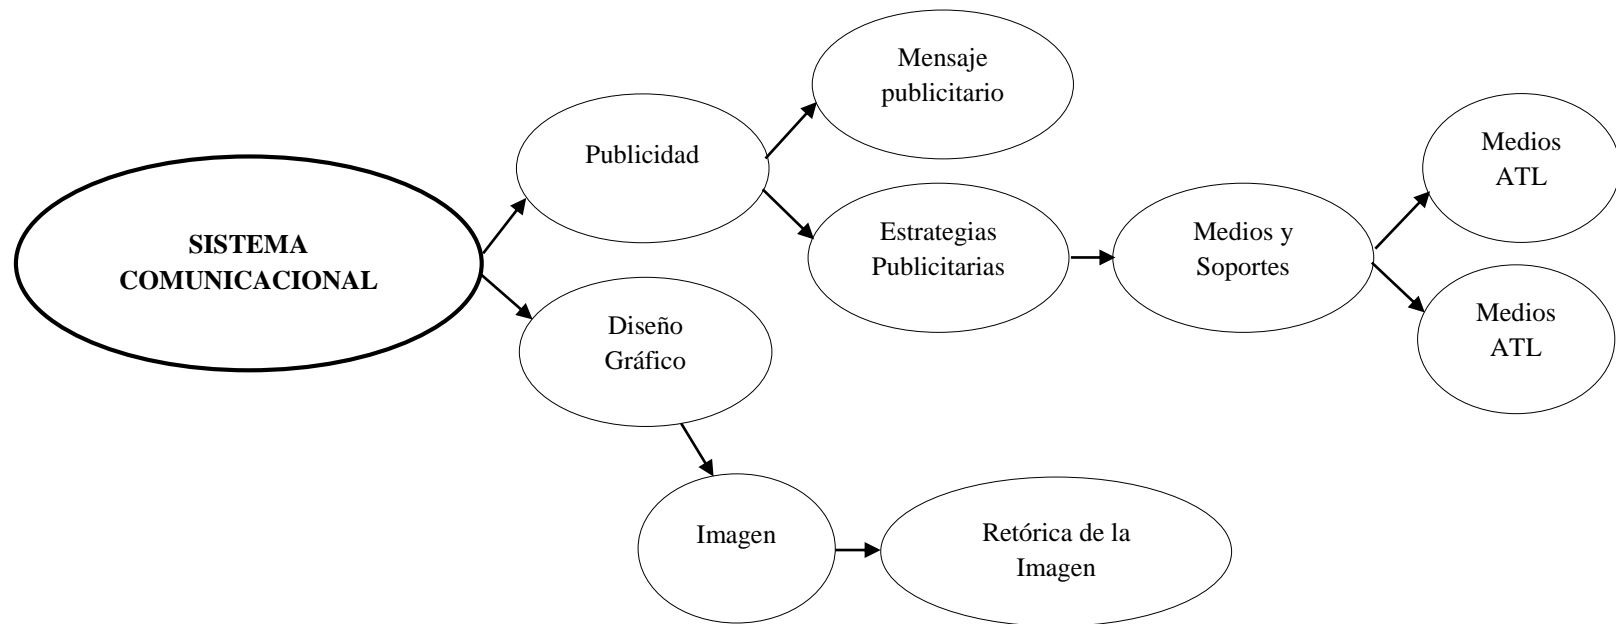 Mensaje
publicitario
Publicidad
Medios
ATL
SISTEMA
COMUNICACIONAL
Estrategias
Publicitarias
Medios y
Soportes
Diseño
Gráfico
Medios
ATL
Imagen
Retórica de la
Imagen